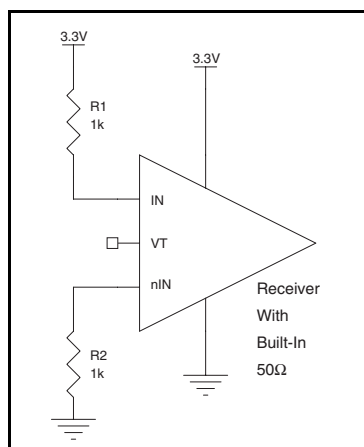 3.3V
3.3V
R1
1k
IN
VT
nIN
Receiver
With
Built-In
50Ω
R2
1k